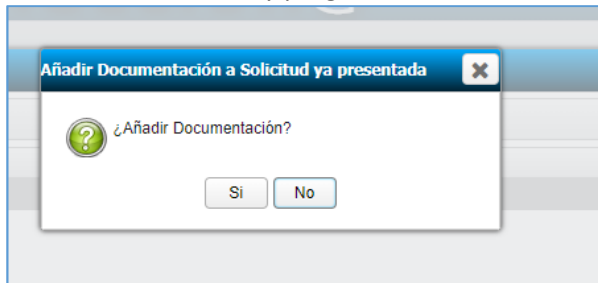 Añadir Documentación a Solicitud ya presentada
¿Añadir Documentación?
Si No